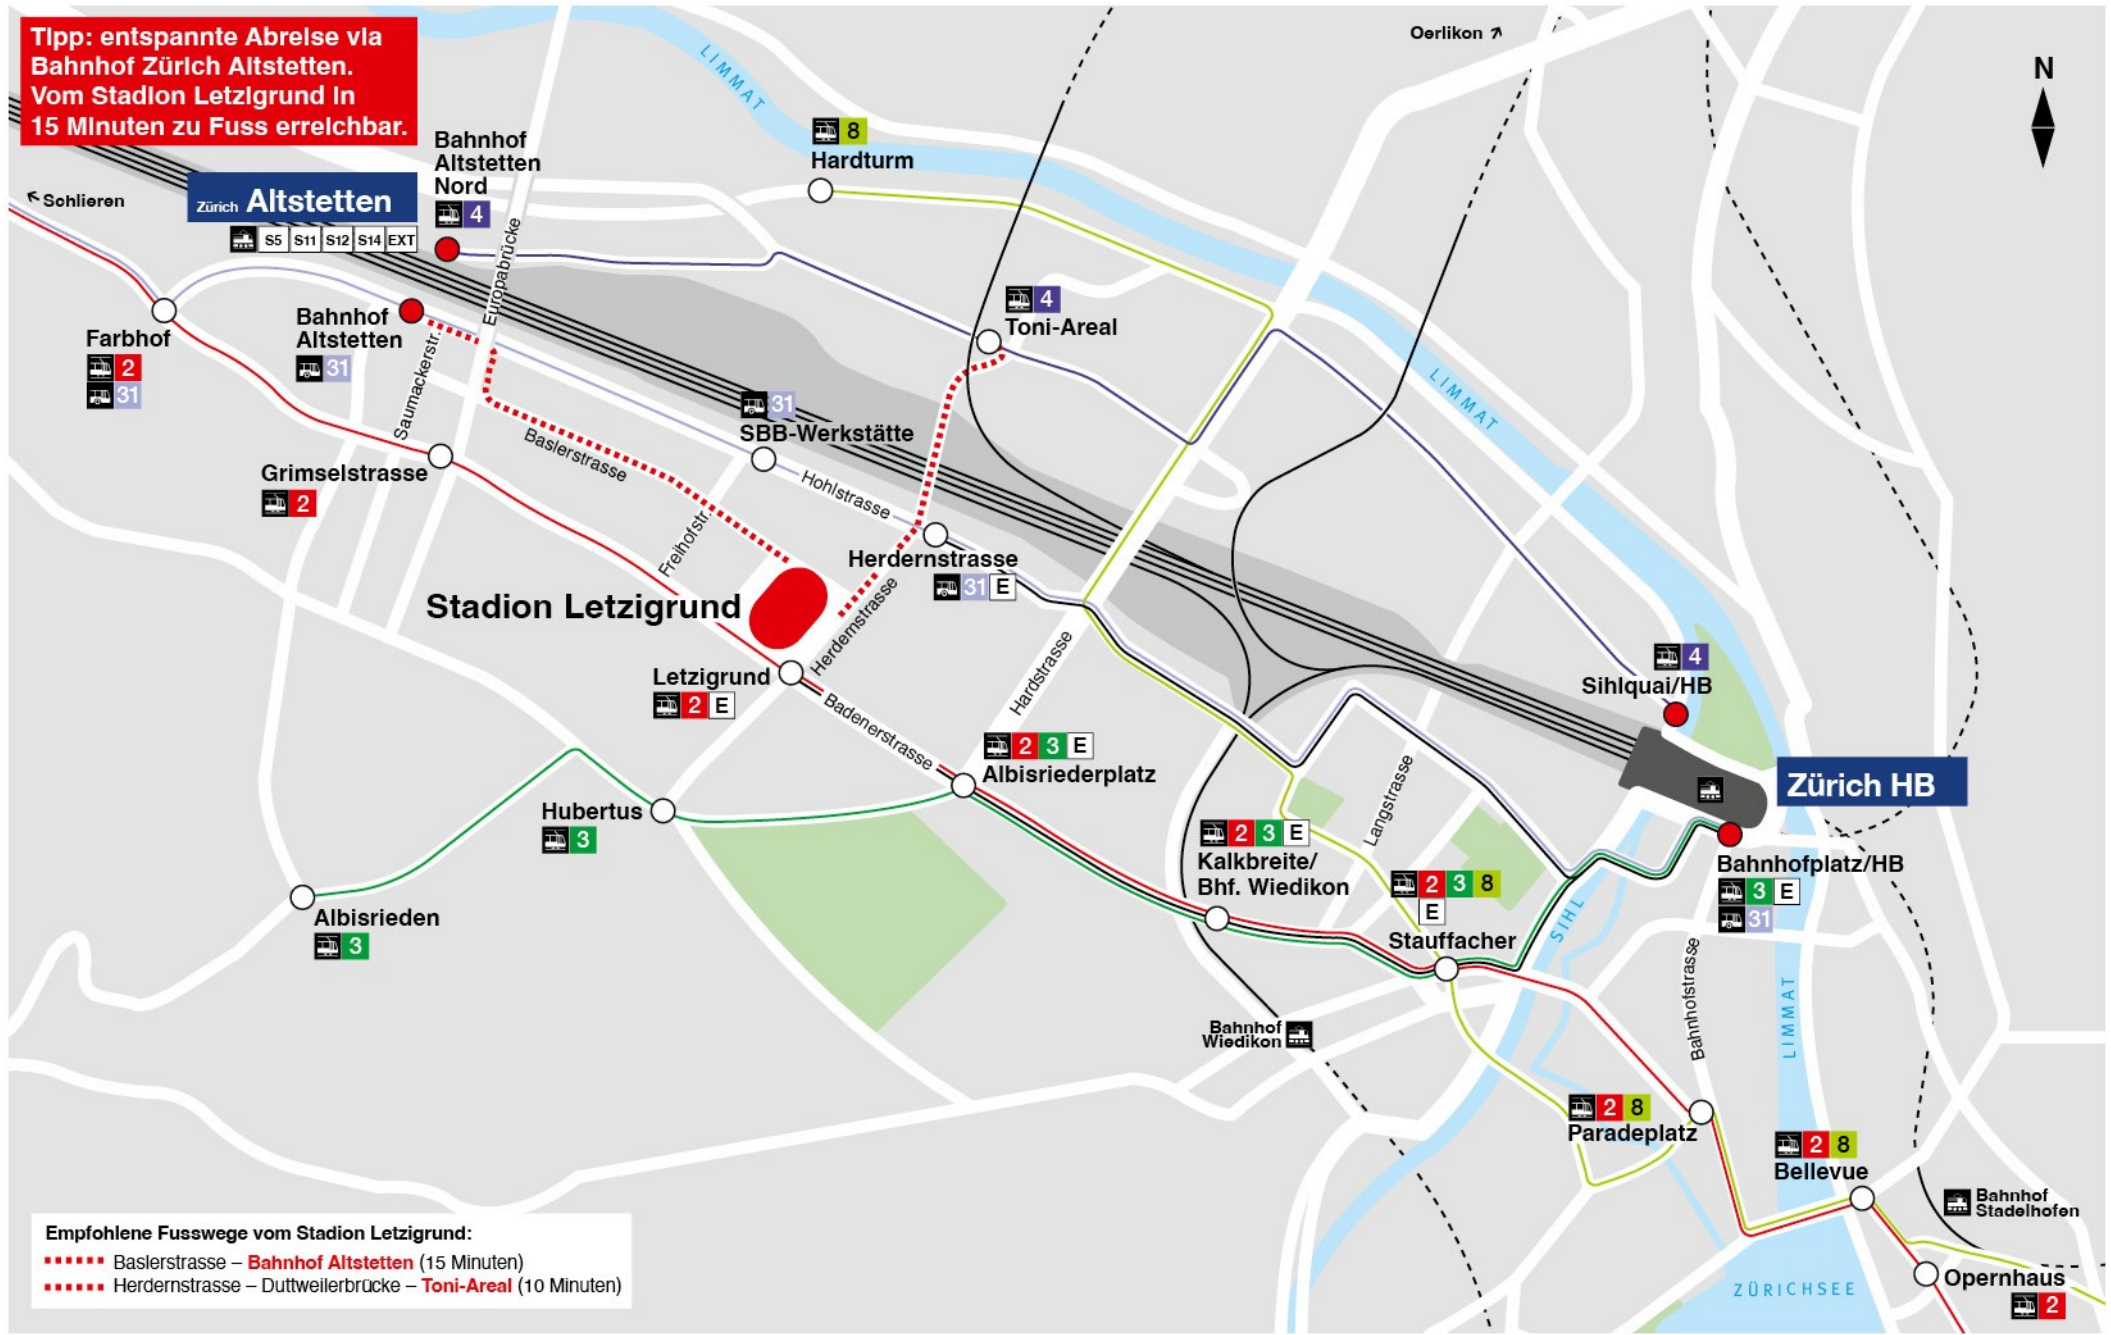 Tipp: entspannte Abreise via
Bahnhof Zürich Altstetten.
Vom Stadion Letzigrund in
15 Minuten zu Fuss erreichbar.
Oerlikon
N
LIMMAT
8
Hardturm
Bahnhof
Altstetten
Nord
4
Schlieren
Zürich Altstetten
S5 S11 S12 S14 EXT
Europabrücke
4
Toni-Areal
Farbhof
2
31
Bahnhof
Altstetten
31
Saumackerstr.
31
SBB-Werkstätte
LIMMAT
Baslerstrasse
Grimselstrasse
2
Hohlstrasse
Freihofstr.
Herdernstrasse
31 E
Stadion Letzigrund
Herdernstrasse
Letzigrund
2 E
Hardstrasse
4
Sihlquai/HB
Badenerstrasse
2 3 E
Albisriederplatz
Langstrasse
Zürich HB
Hubertus
3
2 3 E
Kalkbreite/
Bhf. Wiedikon
2 3 8
E
Stauffacher
Bahnhofplatz/HB
3 E
31
SIHL
Albisrieden
3
Bahnhofstrasse
LIMMAT
Bahnhof
Wiedikon
2 8
Paradeplatz
2 8
Bellevue
Bahnhof
Stadelhofen
Empfohlene Fusswege vom Stadion Letzigrund:
Baslerstrasse – Bahnhof Altstetten (15 Minuten)
Herdernstrasse – Duttweilerbrücke – Toni-Areal (10 Minuten)
ZÜRICHSEE
Opernhaus
2